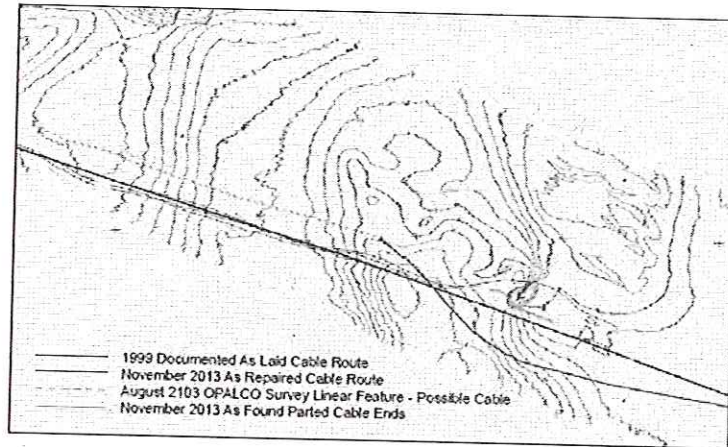 1999 Documented As Laid Cable Route
November 2013 As Repaired Cable Route
August 2103 OPALCO Survey Linear Feature - Possible Cable
November 2013 As Found Parted Cable Ends